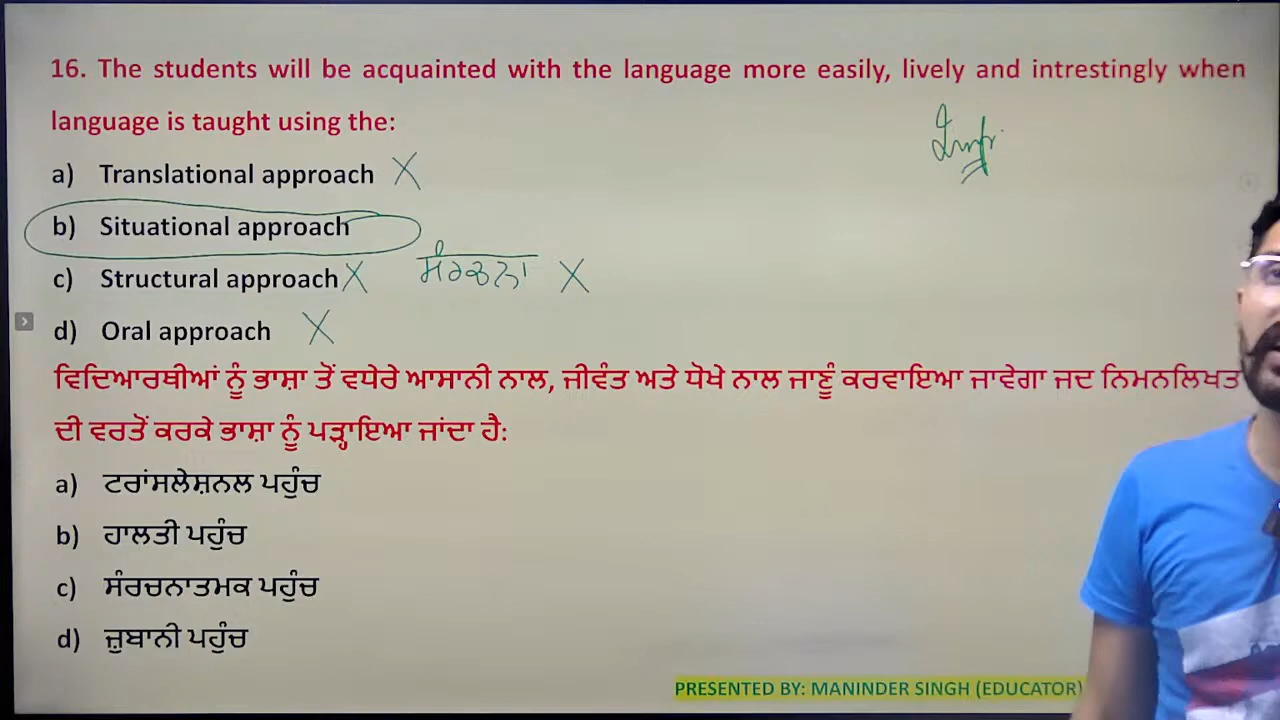 16. The students will be acquainted with the language more easily, lively and intrestingly when
language is taught using the:
Imp
a) Translational approach X
b) Situational approach
c) Structural approach X ਸੰਰਚਨਾ X
d) Oral approach X
ਵਿਦਿਆਰਥੀਆਂ ਨੂੰ ਭਾਸ਼ਾ ਤੋਂ ਵਧੇਰੇ ਆਸਾਨੀ ਨਾਲ, ਜੀਵੰਤ ਅਤੇ ਧੋਖੇ ਨਾਲ ਜਾਣੂੰ ਕਰਵਾਇਆ ਜਾਵੇਗਾ ਜਦ ਨਿਮਨਲਿਖਤ
ਦੀ ਵਰਤੋਂ ਕਰਕੇ ਭਾਸ਼ਾ ਨੂੰ ਪੜ੍ਹਾਇਆ ਜਾਂਦਾ ਹੈ:
a) ਟਰਾਂਸਲੇਸ਼ਨਲ ਪਹੁੰਚ
b) ਹਾਲਤੀ ਪਹੁੰਚ
c) ਸੰਰਚਨਾਤਮਕ ਪਹੁੰਚ
d) ਜ਼ੁਬਾਨੀ ਪਹੁੰਚ
PRESENTED BY: MANINDER SINGH (EDUCATOR)